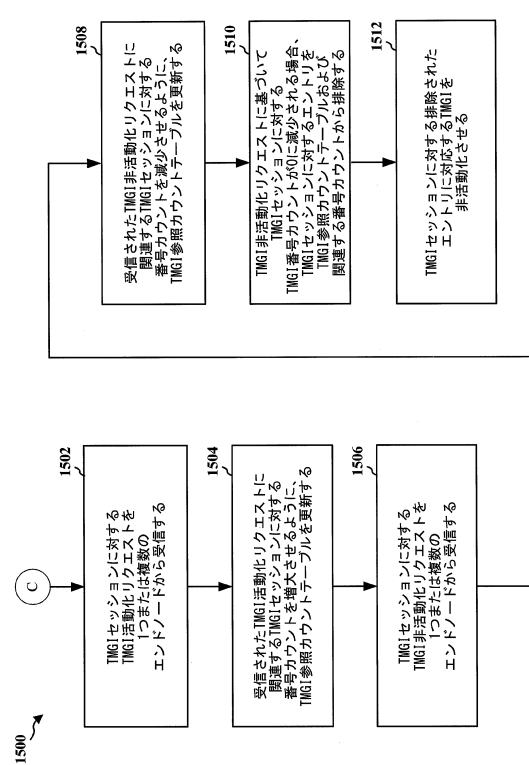 1500
C
1502
TMGIセッションに対する
TMGI活動化リクエストを
1つまたは複数の
エンドノードから受信する
1504
受信されたTMGI活動化リクエストに
関連するTMGIセッションに対する
番号カウントを増大させるように、
TMGI参照カウントテーブルを更新する
1506
TMGIセッションに対する
TMGI非活動化リクエストを
1つまたは複数の
エンドノードから受信する
1508
受信されたTMGI非活動化リクエストに
関連するTMGIセッションに対する
番号カウントを減少させるように、
TMGI参照カウントテーブルを更新する
1510
TMGI非活動化リクエストに基づいて
TMGIセッションに対する
TMGI番号カウントが0に減少される場合、
TMGIセッションに対するエントリを
TMGI参照カウントテーブルおよび
関連する番号カウントから排除する
1512
TMGIセッションに対する排除された
エントリに対応するTMGIを
非活動化させる